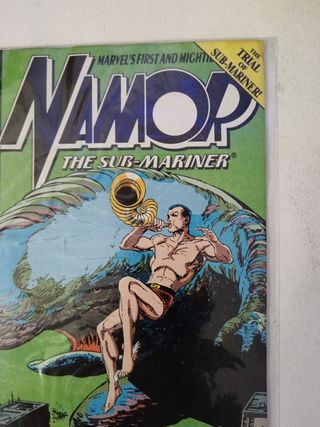 MARVEL'S FIRST AND MIGHTI
THE
TRIAL
OF
SUB-MARINER!
NAMOR
THE SUB-MARINER®